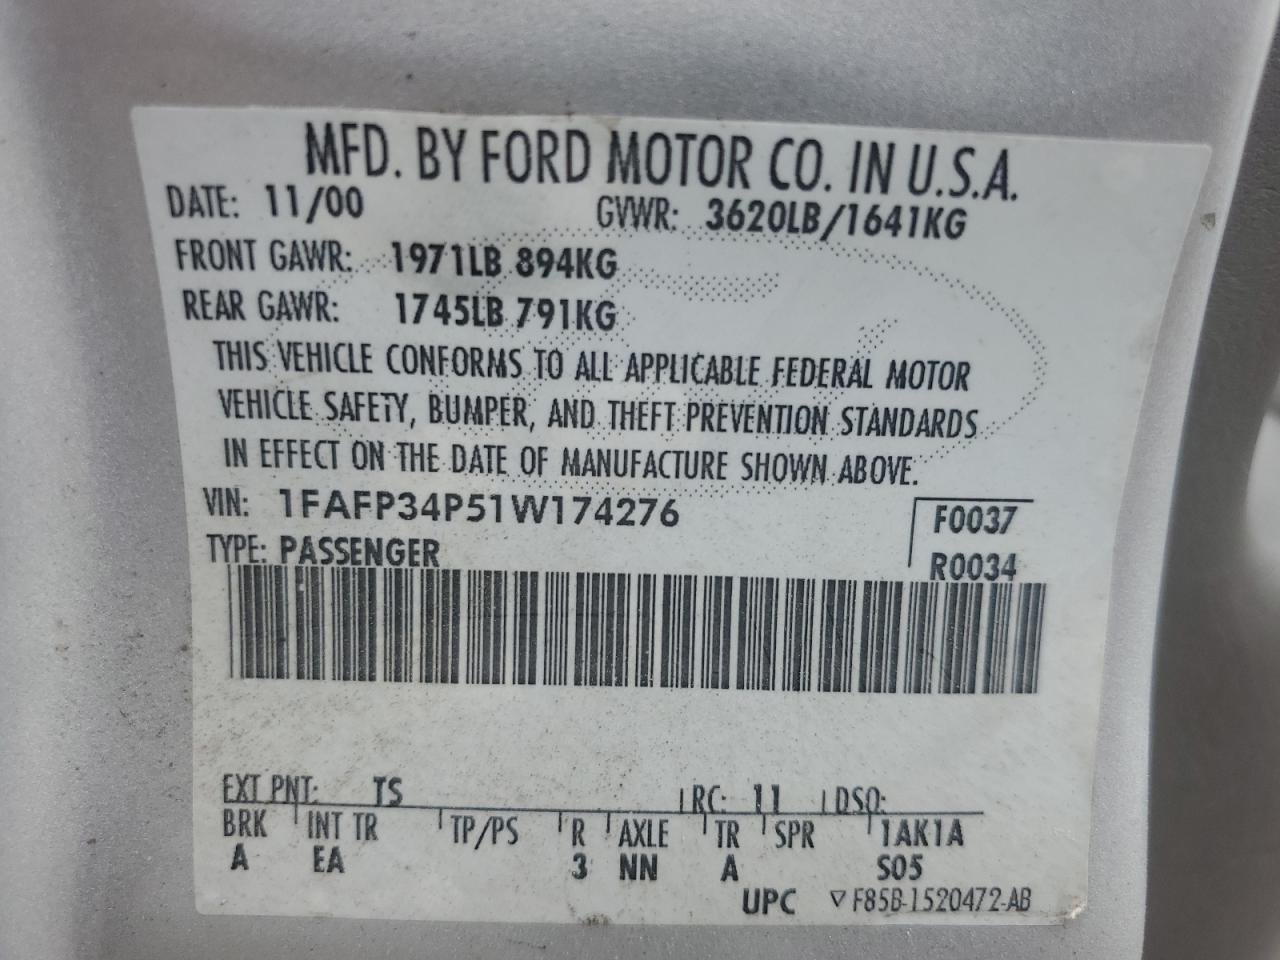 MFD. BY FORD MOTOR CO. IN U.S.A.
DATE: 11/00 GVWR: 3620LB/1641KG
FRONT GAWR: 1971LB 894KG
REAR GAWR: 1745LB 791KG
THIS VEHICLE CONFORMS TO ALL APPLICABLE FEDERAL MOTOR
VEHICLE SAFETY, BUMPER, AND THEFT PREVENTION STANDARDS
IN EFFECT ON THE DATE OF MANUFACTURE SHOWN ABOVE.
VIN: 1FAFP34P51W174276 F0037
TYPE: PASSENGER R0034
EXT PNT: TS RC: 11 DSO:
BRK INT TR TP/PS R AXLE TR SPR 1AK1A
A EA 3 NN A S05
UPC ▽F85B-1520472-AB